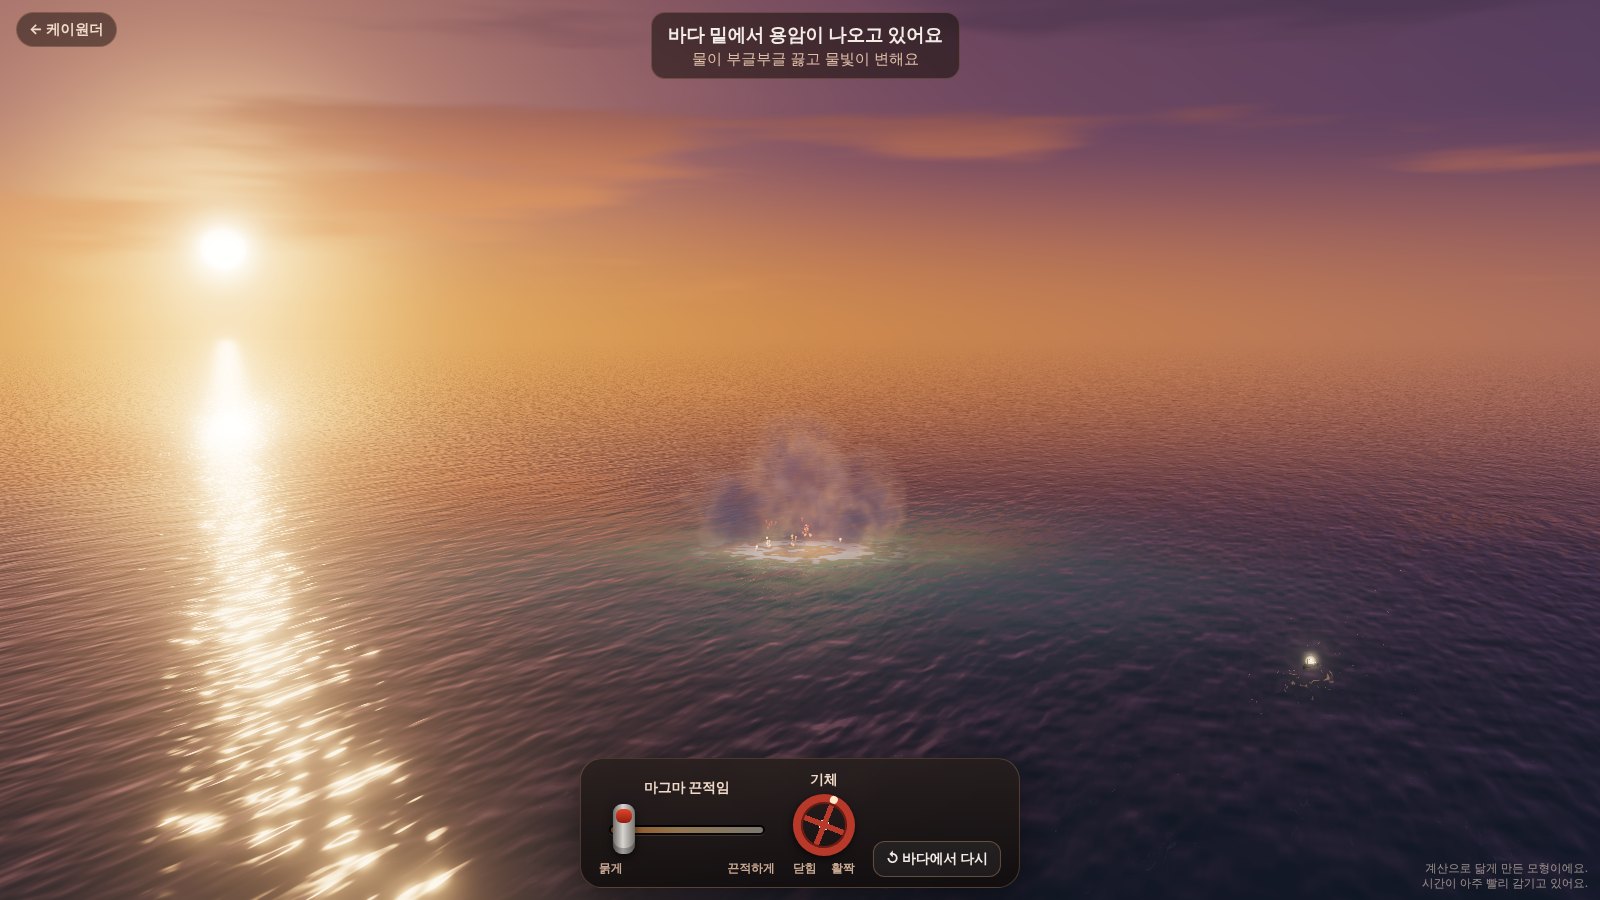 ← 케이원더
바다 밑에서 용암이 나오고 있어요
물이 부글부글 끓고 물빛이 변해요
마그마 끈적임
기체
묽게
끈적하게
닫힘
활짝
바다에서 다시
계산으로 닮게 만든 모형이에요.
시간이 아주 빨리 감기고 있어요.